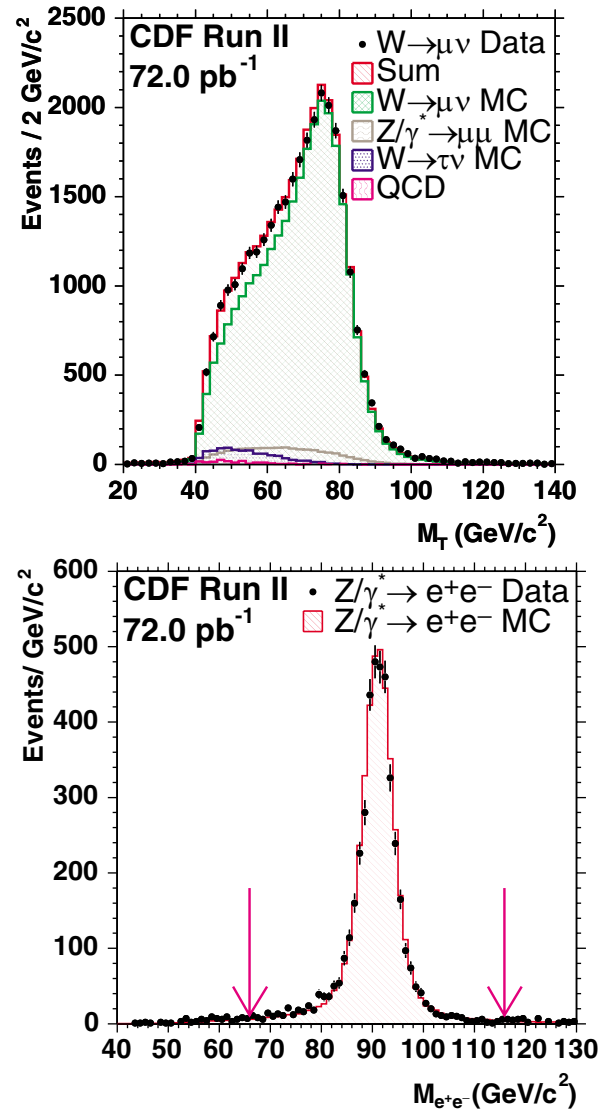 CDF Run II
72.0 pb⁻¹
W→μν Data
Sum
W→μν MC
Z/γ*→μμ MC
W→τν MC
QCD
Events / 2 GeV/c²
2500
2000
1500
1000
500
0
20 40 60 80 100 120 140
M_T (GeV/c²)
CDF Run II
72.0 pb⁻¹
Z/γ*→ e+e− Data
Z/γ*→ e+e− MC
Events/ GeV/c²
600
500
400
300
200
100
0
40 50 60 70 80 90 100 110 120 130
M_e⁺e⁻ (GeV/c²)